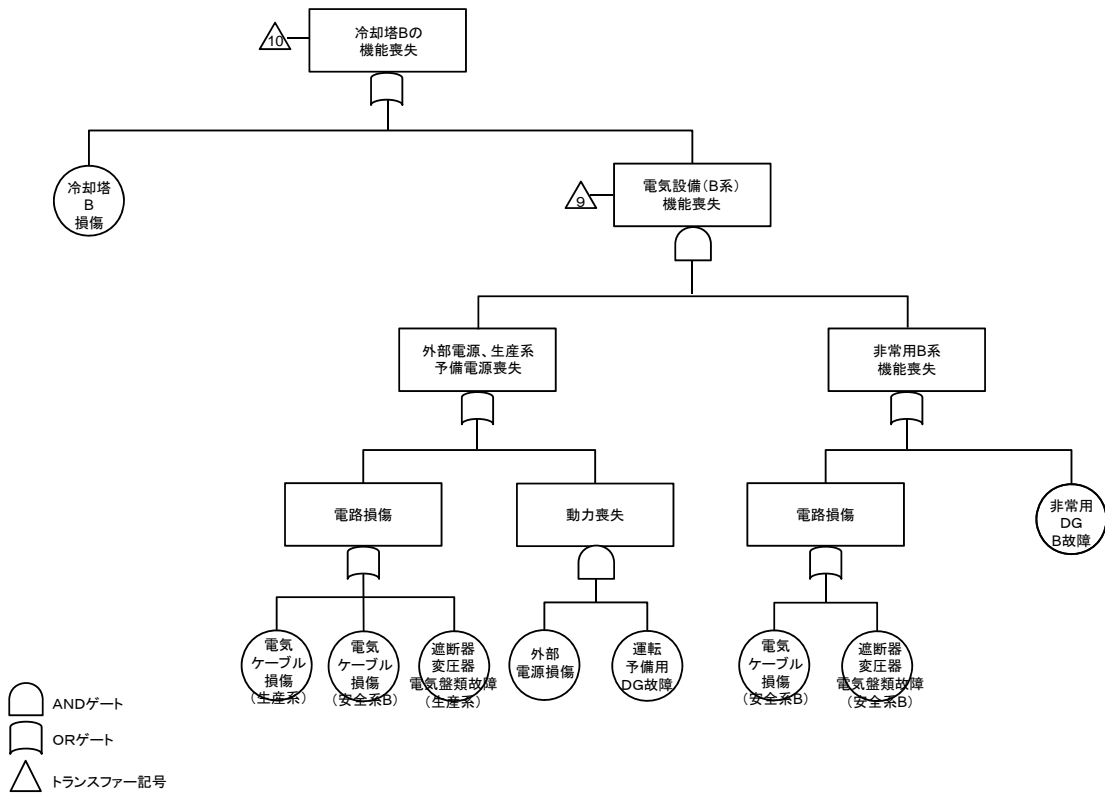 冷却塔Bの
機能喪失
10
冷却塔
B
損傷
電気設備(B系)
機能喪失
9
外部電源、生産系
予備電源喪失
非常用B系
機能喪失
電路損傷
動力喪失
電路損傷
非常用
DG
B故障
電気
ケーブル
損傷
(生産系)
電気
ケーブル
損傷
(安全系B)
遮断器
変圧器
電気盤類故障
(生産系)
外部
電源損傷
運転
予備用
DG故障
電気
ケーブル
損傷
(安全系B)
遮断器
変圧器
電気盤類故障
(安全系B)
ANDゲート
ORゲート
トランスファー記号